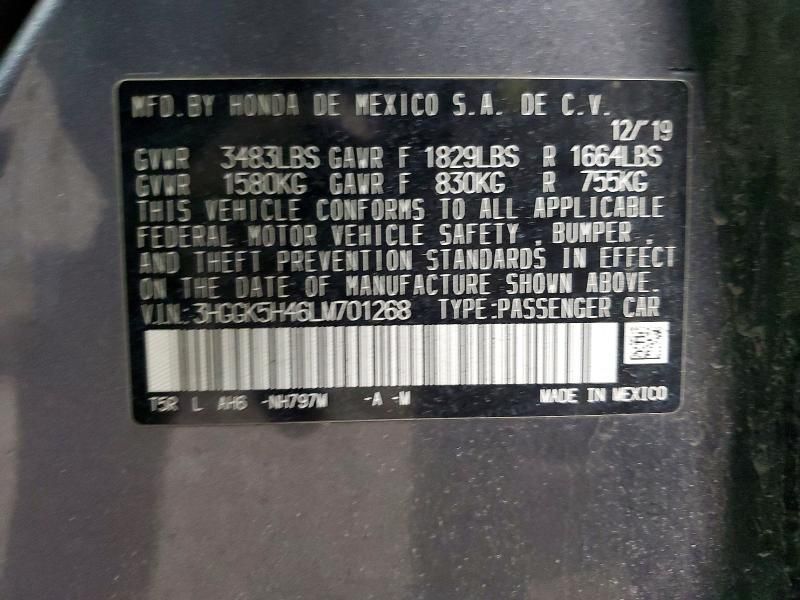 MFD. BY HONDA DE MEXICO S.A. DE C.V.
12/19
GVWR 3483LBS GAWR F 1829LBS R 1664LBS
GVWR 1580KG GAWR F 830KG R 755KG
THIS VEHICLE CONFORMS TO ALL APPLICABLE
FEDERAL MOTOR VEHICLE SAFETY, BUMPER,
AND THEFT PREVENTION STANDARDS IN EFFECT
ON THE DATE OF MANUFACTURE SHOWN ABOVE.
V.I.N.: 3HGGK5H46LM701268 TYPE:PASSENGER CAR
T5R L AH6 -NH797M -A -M MADE IN MEXICO